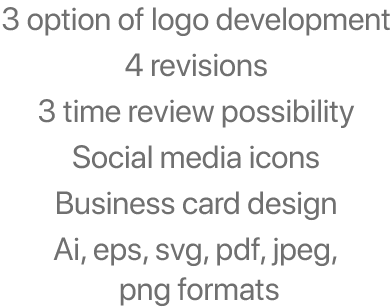 3 option of logo development
4 revisions
3 time review possibility
Social media icons
Business card design
Ai, eps, svg, pdf, jpeg,
png formats